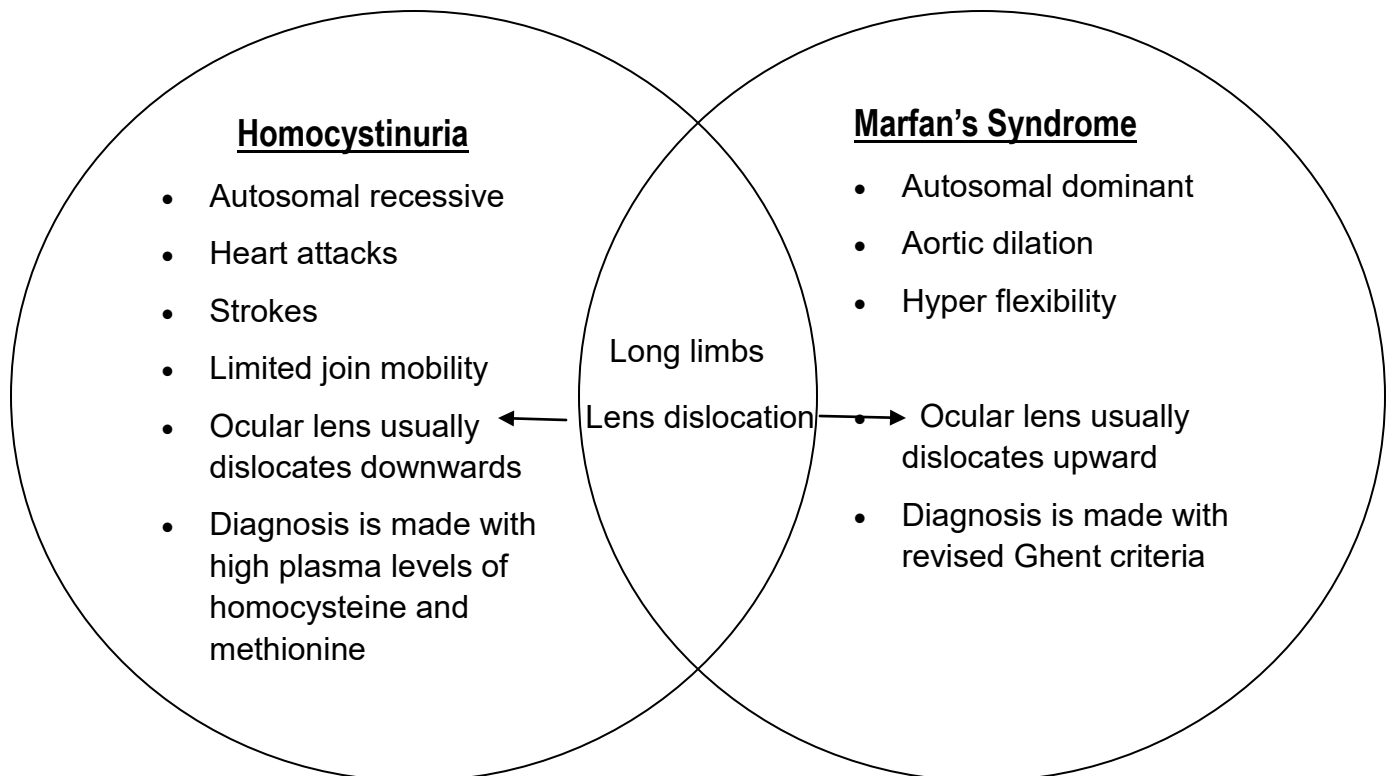 Homocystinuria
• Autosomal recessive
• Heart attacks
• Strokes
• Limited join mobility
• Ocular lens usually
dislocates downwards
• Diagnosis is made with
high plasma levels of
homocysteine and
methionine
Long limbs
Lens dislocation
Marfan’s Syndrome
• Autosomal dominant
• Aortic dilation
• Hyper flexibility
• Ocular lens usually
dislocates upward
• Diagnosis is made with
revised Ghent criteria